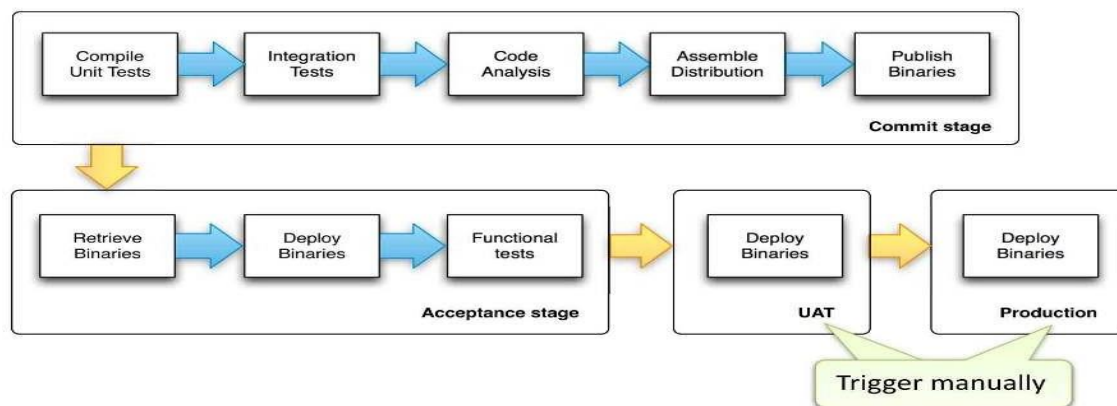 Compile
Unit Tests
Integration
Tests
Code
Analysis
Assemble
Distribution
Publish
Binaries
Commit stage
Retrieve
Binaries
Deploy
Binaries
Functional
tests
Acceptance stage
Deploy
Binaries
UAT
Deploy
Binaries
Production
Trigger manually